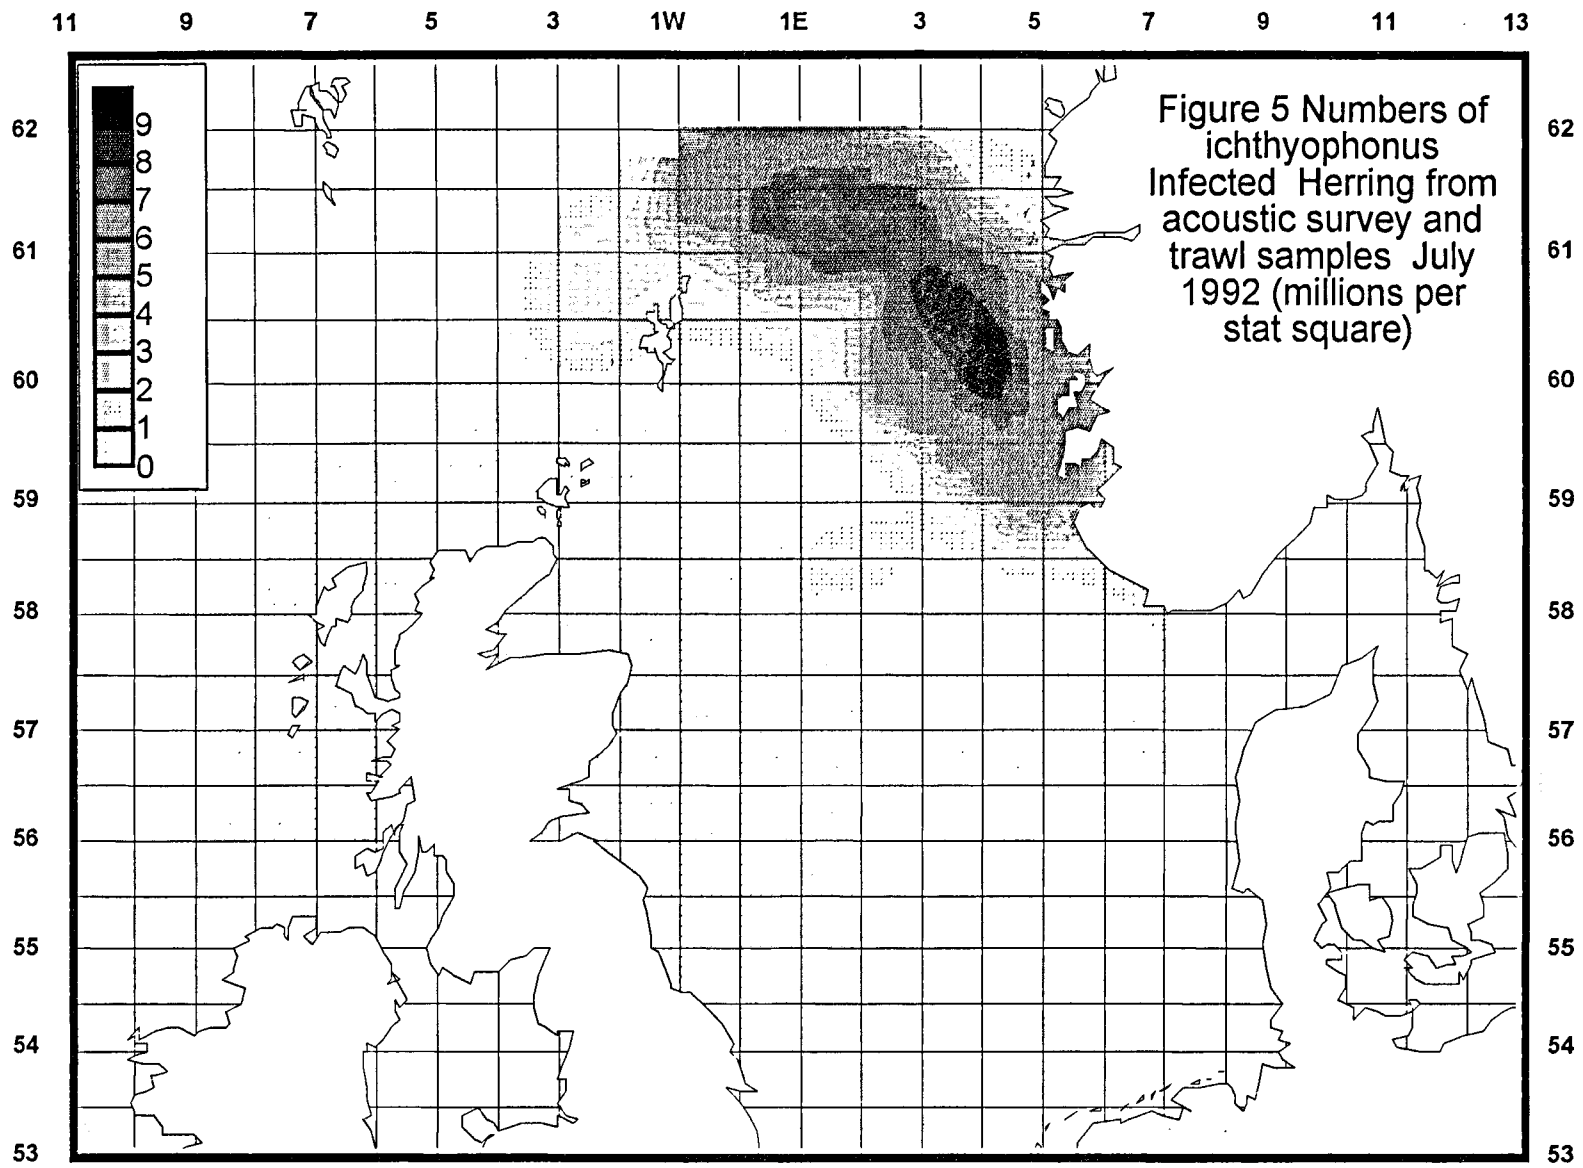 11 9 7 5 3 1W 1E 3 5 7 9 11 13
Figure 5 Numbers of
ichthyophonus
Infected Herring from
acoustic survey and
trawl samples July
1992 (millions per
stat square)
9
8
7
6
5
4
3
2
1
0
62 62
61 61
60 60
59 59
58 58
57 57
56 56
55 55
54 54
53 53